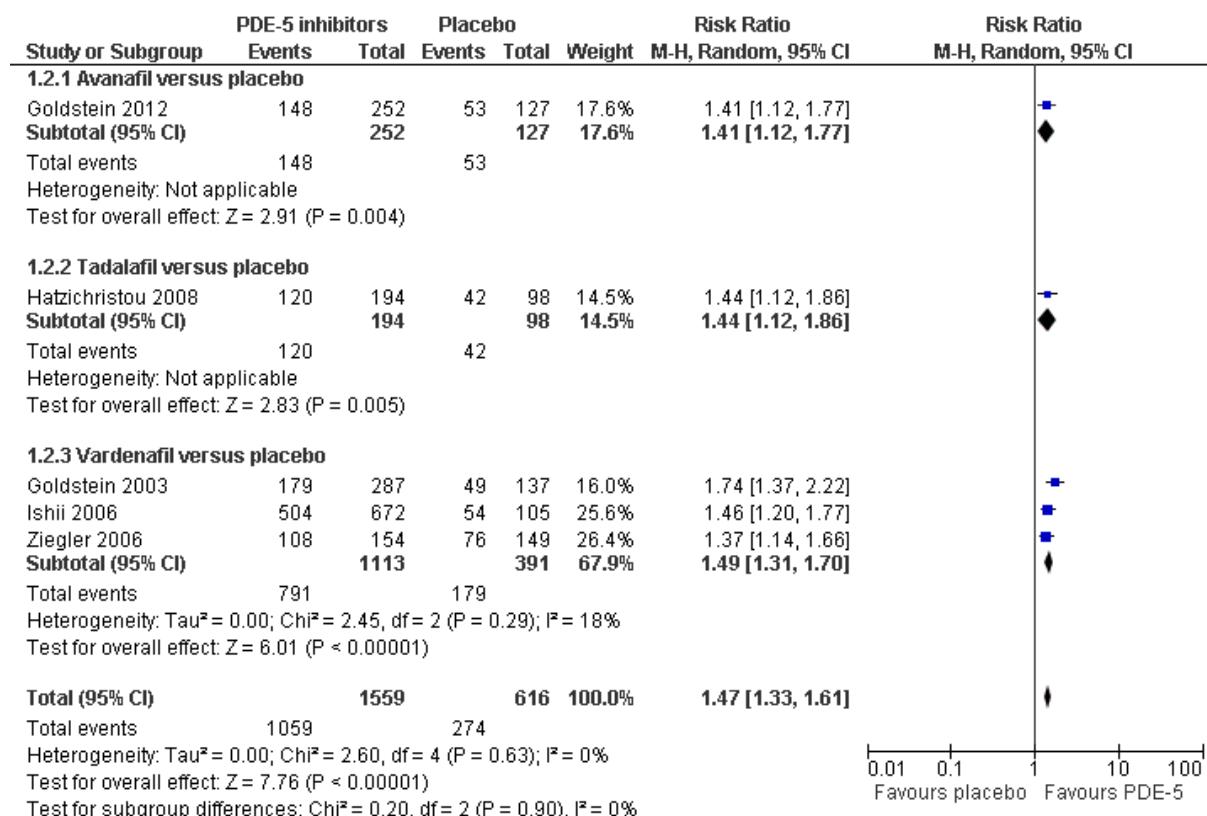 PDE-5 inhibitors Placebo Risk Ratio Risk Ratio
Study or Subgroup Events Total Events Total Weight M-H, Random, 95% CI M-H, Random, 95% CI
1.2.1 Avanafil versus placebo
Goldstein 2012 148 252 53 127 17.6% 1.41 [1.12, 1.77]
Subtotal (95% CI) 252 127 17.6% 1.41 [1.12, 1.77]
Total events 148 53
Heterogeneity: Not applicable
Test for overall effect: Z = 2.91 (P = 0.004)
1.2.2 Tadalafil versus placebo
Hatzichristou 2008 120 194 42 98 14.5% 1.44 [1.12, 1.86]
Subtotal (95% CI) 194 98 14.5% 1.44 [1.12, 1.86]
Total events 120 42
Heterogeneity: Not applicable
Test for overall effect: Z = 2.83 (P = 0.005)
1.2.3 Vardenafil versus placebo
Goldstein 2003 179 287 49 137 16.0% 1.74 [1.37, 2.22]
Ishii 2006 504 672 54 105 25.6% 1.46 [1.20, 1.77]
Ziegler 2006 108 154 76 149 26.4% 1.37 [1.14, 1.66]
Subtotal (95% CI) 1113 391 67.9% 1.49 [1.31, 1.70]
Total events 791 179
Heterogeneity: Tau² = 0.00; Chi² = 2.45, df = 2 (P = 0.29); I² = 18%
Test for overall effect: Z = 6.01 (P < 0.00001)
Total (95% CI) 1559 616 100.0% 1.47 [1.33, 1.61]
Total events 1059 274
Heterogeneity: Tau² = 0.00; Chi² = 2.60, df = 4 (P = 0.63); I² = 0%
Test for overall effect: Z = 7.76 (P < 0.00001)
Test for subgroup differences: Chi² = 0.20, df = 2 (P = 0.90), I² = 0%
0.01 0.1 1 10 100
Favours placebo Favours PDE-5